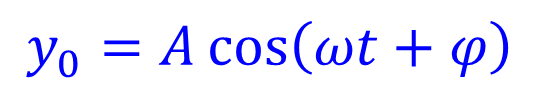 y₀ = A cos(ωt + φ)